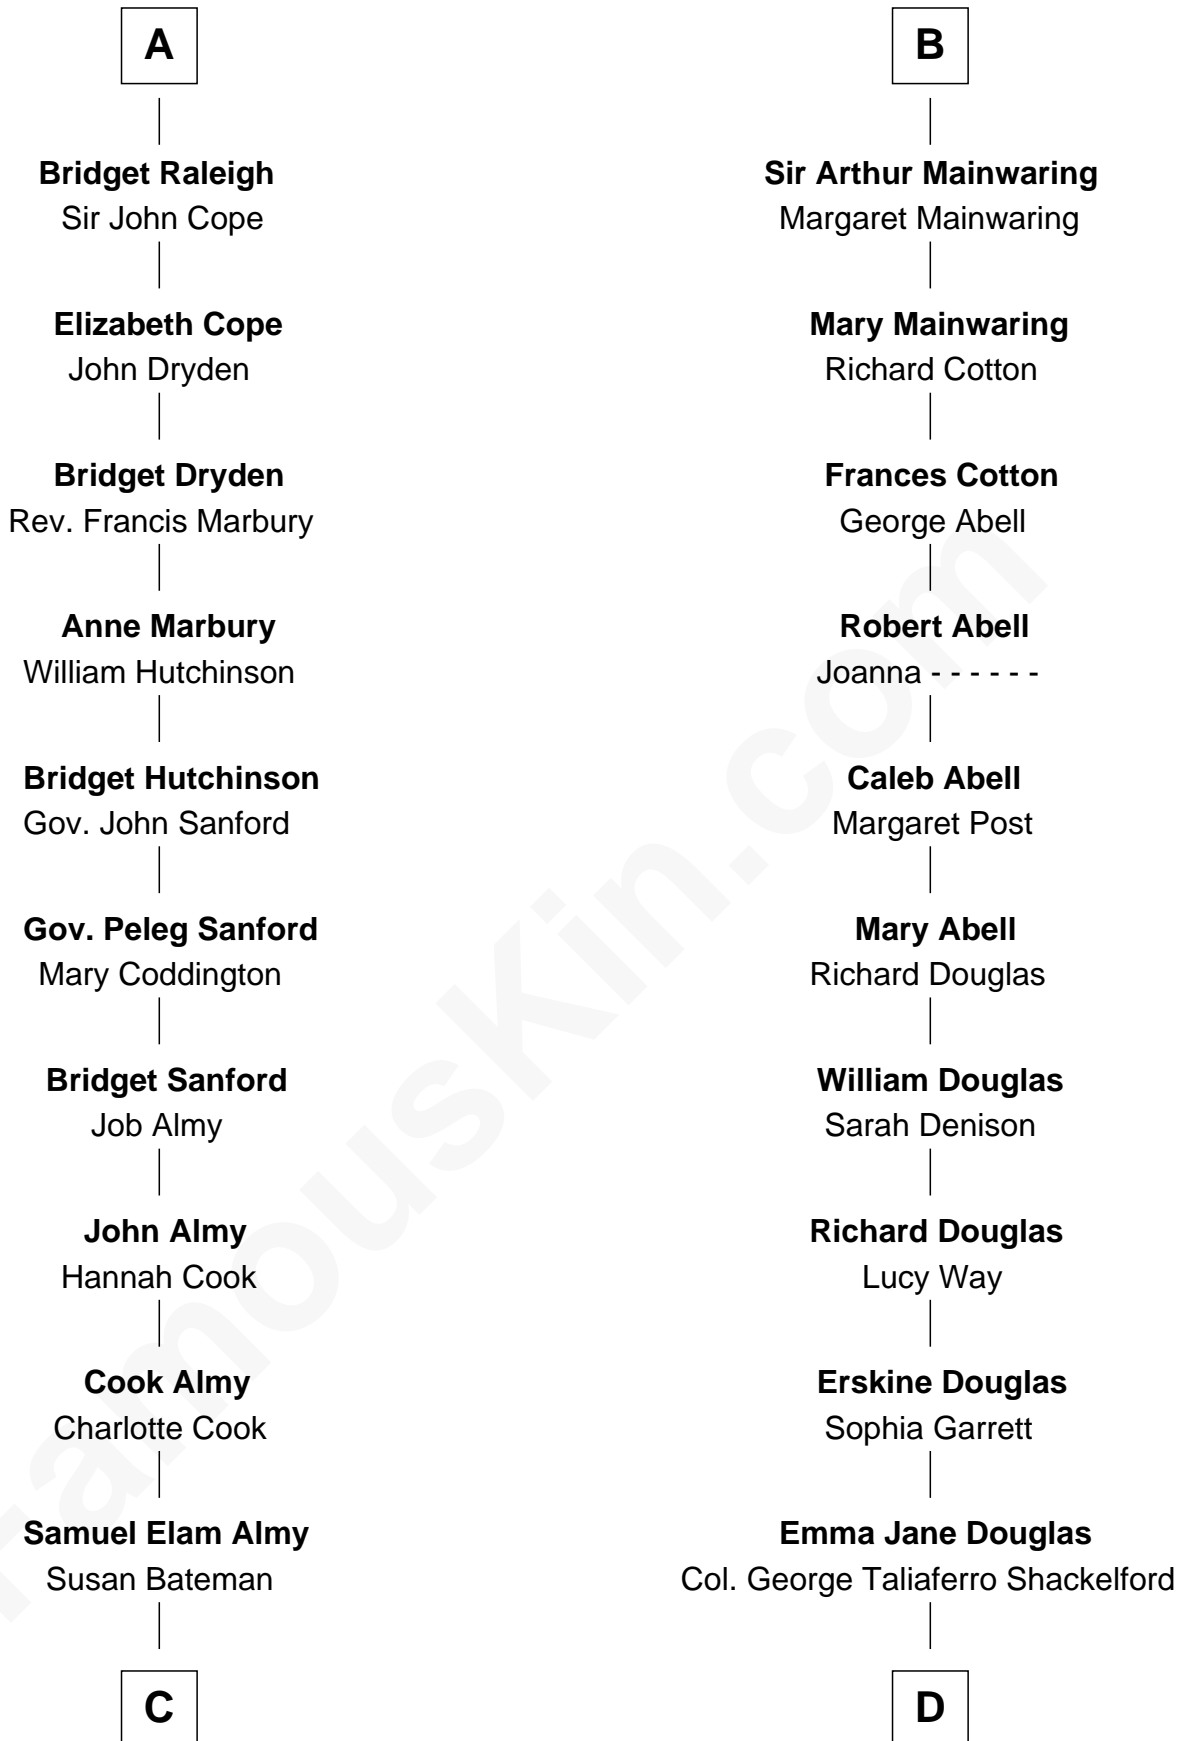 A
Bridget Raleigh
Sir John Cope
Elizabeth Cope
John Dryden
Bridget Dryden
Rev. Francis Marbury
Anne Marbury
William Hutchinson
Bridget Hutchinson
Gov. John Sanford
Gov. Peleg Sanford
Mary Coddington
Bridget Sanford
Job Almy
John Almy
Hannah Cook
Cook Almy
Charlotte Cook
Samuel Elam Almy
Susan Bateman
C
B
Sir Arthur Mainwaring
Margaret Mainwaring
Mary Mainwaring
Richard Cotton
Frances Cotton
George Abell
Robert Abell
Joanna - - - - - -
Caleb Abell
Margaret Post
Mary Abell
Richard Douglas
William Douglas
Sarah Denison
Richard Douglas
Lucy Way
Erskine Douglas
Sophia Garrett
Emma Jane Douglas
Col. George Taliaferro Shackelford
D
FamousKin.com